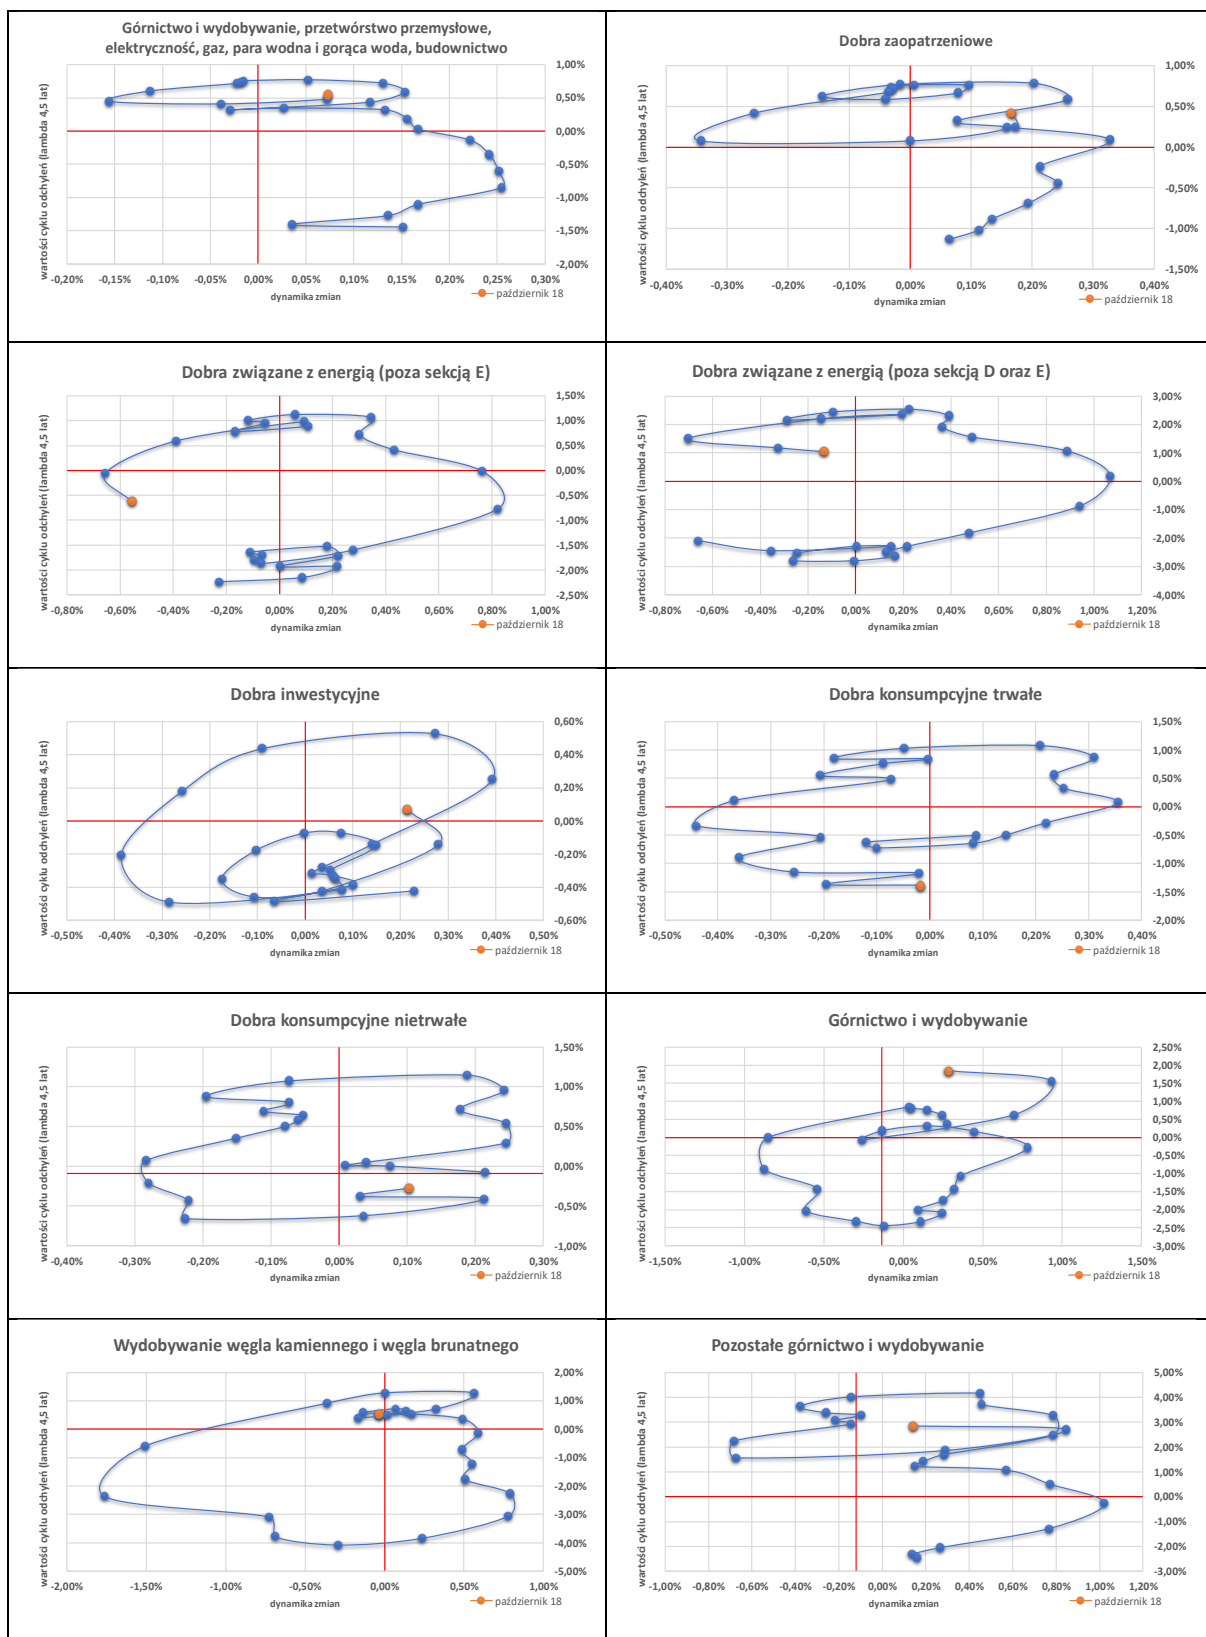 Górnictwo i wydobywanie, przetwórstwo przemysłowe,
elektryczność, gaz, para wodna i gorąca woda, budownictwo
wartości cyklu odchyleń (lambda 4,5 lat)
1,00%
0,50%
0,00%
-0,50%
-1,00%
-1,50%
-2,00%
-0,20% -0,15% -0,10% -0,05% 0,00% 0,05% 0,10% 0,15% 0,20% 0,25% 0,30%
dynamika zmian
październik 18
Dobra zaopatrzeniowe
wartości cyklu odchyleń (lambda 4,5 lat)
1,00%
0,50%
0,00%
-0,50%
-1,00%
-1,50%
-0,40% -0,30% -0,20% -0,10% 0,00% 0,10% 0,20% 0,30% 0,40%
dynamika zmian
październik 18
Dobra związane z energią (poza sekcją E)
wartości cyklu odchyleń (lambda 4,5 lat)
1,50%
1,00%
0,50%
0,00%
-0,50%
-1,00%
-1,50%
-2,00%
-2,50%
-0,80% -0,60% -0,40% -0,20% 0,00% 0,20% 0,40% 0,60% 0,80% 1,00%
dynamika zmian
październik 18
Dobra związane z energią (poza sekcją D oraz E)
wartości cyklu odchyleń (lambda 4,5 lat)
3,00%
2,00%
1,00%
0,00%
-1,00%
-2,00%
-3,00%
-4,00%
-0,80% -0,60% -0,40% -0,20% 0,00% 0,20% 0,40% 0,60% 0,80% 1,00% 1,20%
dynamika zmian
październik 18
Dobra inwestycyjne
wartości cyklu odchyleń (lambda 4,5 lat)
0,60%
0,40%
0,20%
0,00%
-0,20%
-0,40%
-0,60%
-0,50% -0,40% -0,30% -0,20% -0,10% 0,00% 0,10% 0,20% 0,30% 0,40% 0,50%
dynamika zmian
październik 18
Dobra konsumpcyjne trwałe
wartości cyklu odchyleń (lambda 4,5 lat)
1,50%
1,00%
0,50%
0,00%
-0,50%
-1,00%
-1,50%
-2,00%
-0,50% -0,40% -0,30% -0,20% -0,10% 0,00% 0,10% 0,20% 0,30% 0,40%
dynamika zmian
październik 18
Dobra konsumpcyjne nietrwałe
wartości cyklu odchyleń (lambda 4,5 lat)
1,50%
1,00%
0,50%
0,00%
-0,50%
-1,00%
-0,40% -0,30% -0,20% -0,10% 0,00% 0,10% 0,20% 0,30%
dynamika zmian
październik 18
Górnictwo i wydobywanie
wartości cyklu odchyleń (lambda 4,5 lat)
2,50%
2,00%
1,50%
1,00%
0,50%
0,00%
-0,50%
-1,00%
-1,50%
-2,00%
-2,50%
-3,00%
-1,50% -1,00% -0,50% 0,00% 0,50% 1,00% 1,50%
dynamika zmian
październik 18
Wydobywanie węgla kamiennego i węgla brunatnego
wartości cyklu odchyleń (lambda 4,5 lat)
2,00%
1,00%
0,00%
-1,00%
-2,00%
-3,00%
-4,00%
-5,00%
-2,00% -1,50% -1,00% -0,50% 0,00% 0,50% 1,00%
dynamika zmian
październik 18
Pozostałe górnictwo i wydobywanie
wartości cyklu odchyleń (lambda 4,5 lat)
5,00%
4,00%
3,00%
2,00%
1,00%
0,00%
-1,00%
-2,00%
-3,00%
-1,00% -0,80% -0,60% -0,40% -0,20% 0,00% 0,20% 0,40% 0,60% 0,80% 1,00% 1,20%
dynamika zmian
październik 18